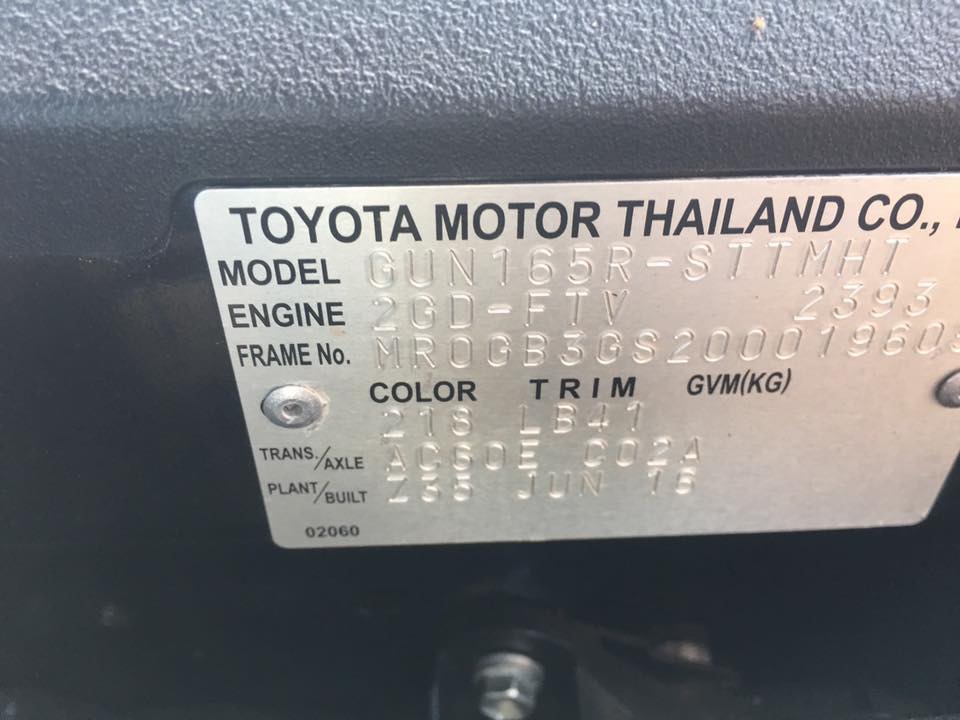 TOYOTA MOTOR THAILAND CO.,
MODEL GUN165R-STTMHT
ENGINE 2GD-FTV 2393
FRAME No. MR0GB3GS20001960
COLOR TRIM GVM(KG)
218 LB41
TRANS./AXLE AC60E C02A
PLANT/BUILT Z35 JUN 16
02060